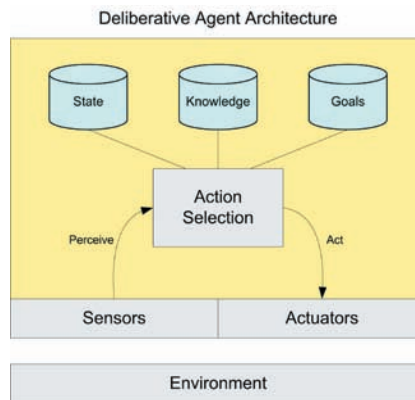 Deliberative Agent Architecture
State
Knowledge
Goals
Action
Selection
Perceive
Act
Sensors
Actuators
Environment